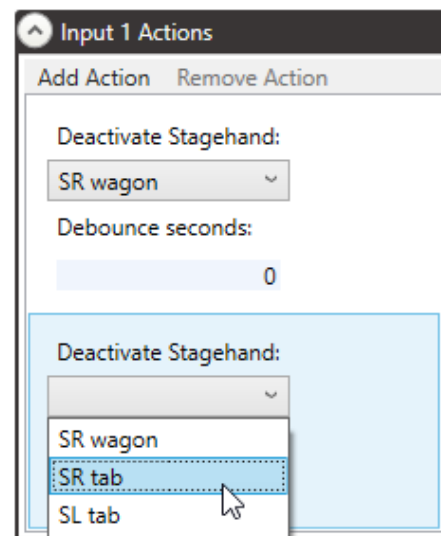 Input 1 Actions
Add Action Remove Action
Deactivate Stagehand:
SR wagon
Debounce seconds:
0
Deactivate Stagehand:
SR wagon
SR tab
SL tab